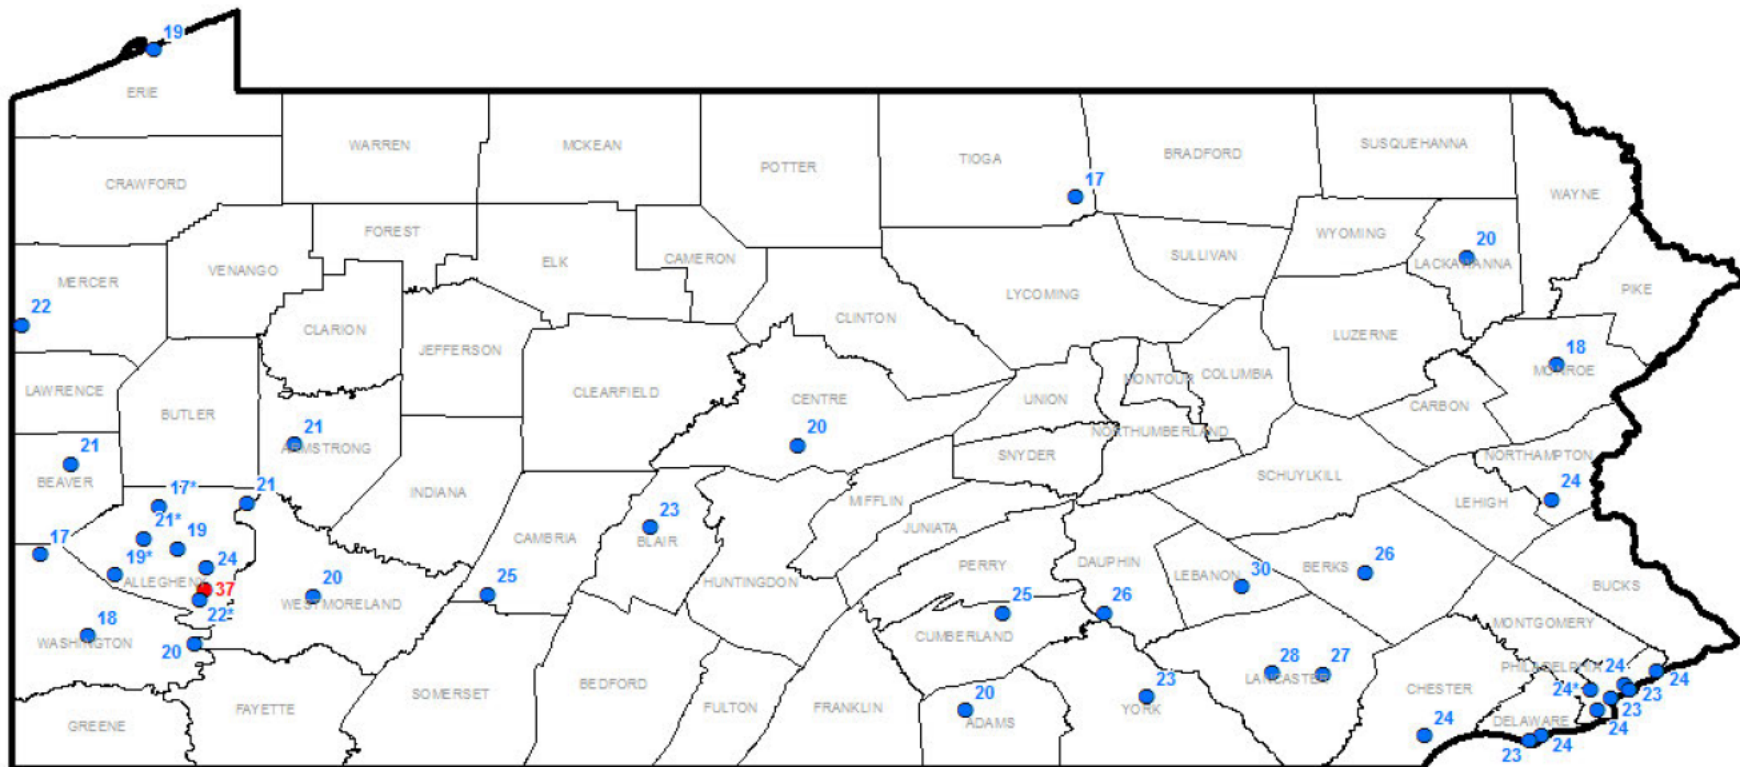 19
ERIE
WARREN
MCKEAN
POTTER
TIOGA
BRADFORD
SUSQUEHANNA
CRAWFORD
17
WAYNE
FOREST
WYOMING
20
VENANGO
ELK
CAMERON
SULLIVAN
LACKAWANNA
MERCER
22
LYCOMING
PIKE
CLARION
CLINTON
LUZERNE
JEFFERSON
18
MONROE
LAWRENCE
CLEARFIELD
CENTRE
UNION
MONTOUR
COLUMBIA
CARBON
BUTLER
21
ARMSTRONG
20
NORTHUMBERLAND
21
BEAVER
SNYDER
NORTHAMPTON
SCHUYLKILL
17*
21
INDIANA
MIFFLIN
LEHIGH
24
21*
19
23
BLAIR
JUNIATA
17
19*
24
CAMBRIA
PERRY
DAUPHIN
26
ALLEGHENY
37
20
WESTMORELAND
25
HUNTINGDON
LEBANON
30
BERKS
BUCKS
22*
18
WASHINGTON
25
CUMBERLAND
26
MONTGOMERY
20
28
27
LANCASTER
PHILADELPHIA
24
24
SOMERSET
BEDFORD
23
YORK
CHESTER
24*
23
GREENE
FAYETTE
FULTON
FRANKLIN
20
ADAMS
24
DELAWARE
23
24
23
24